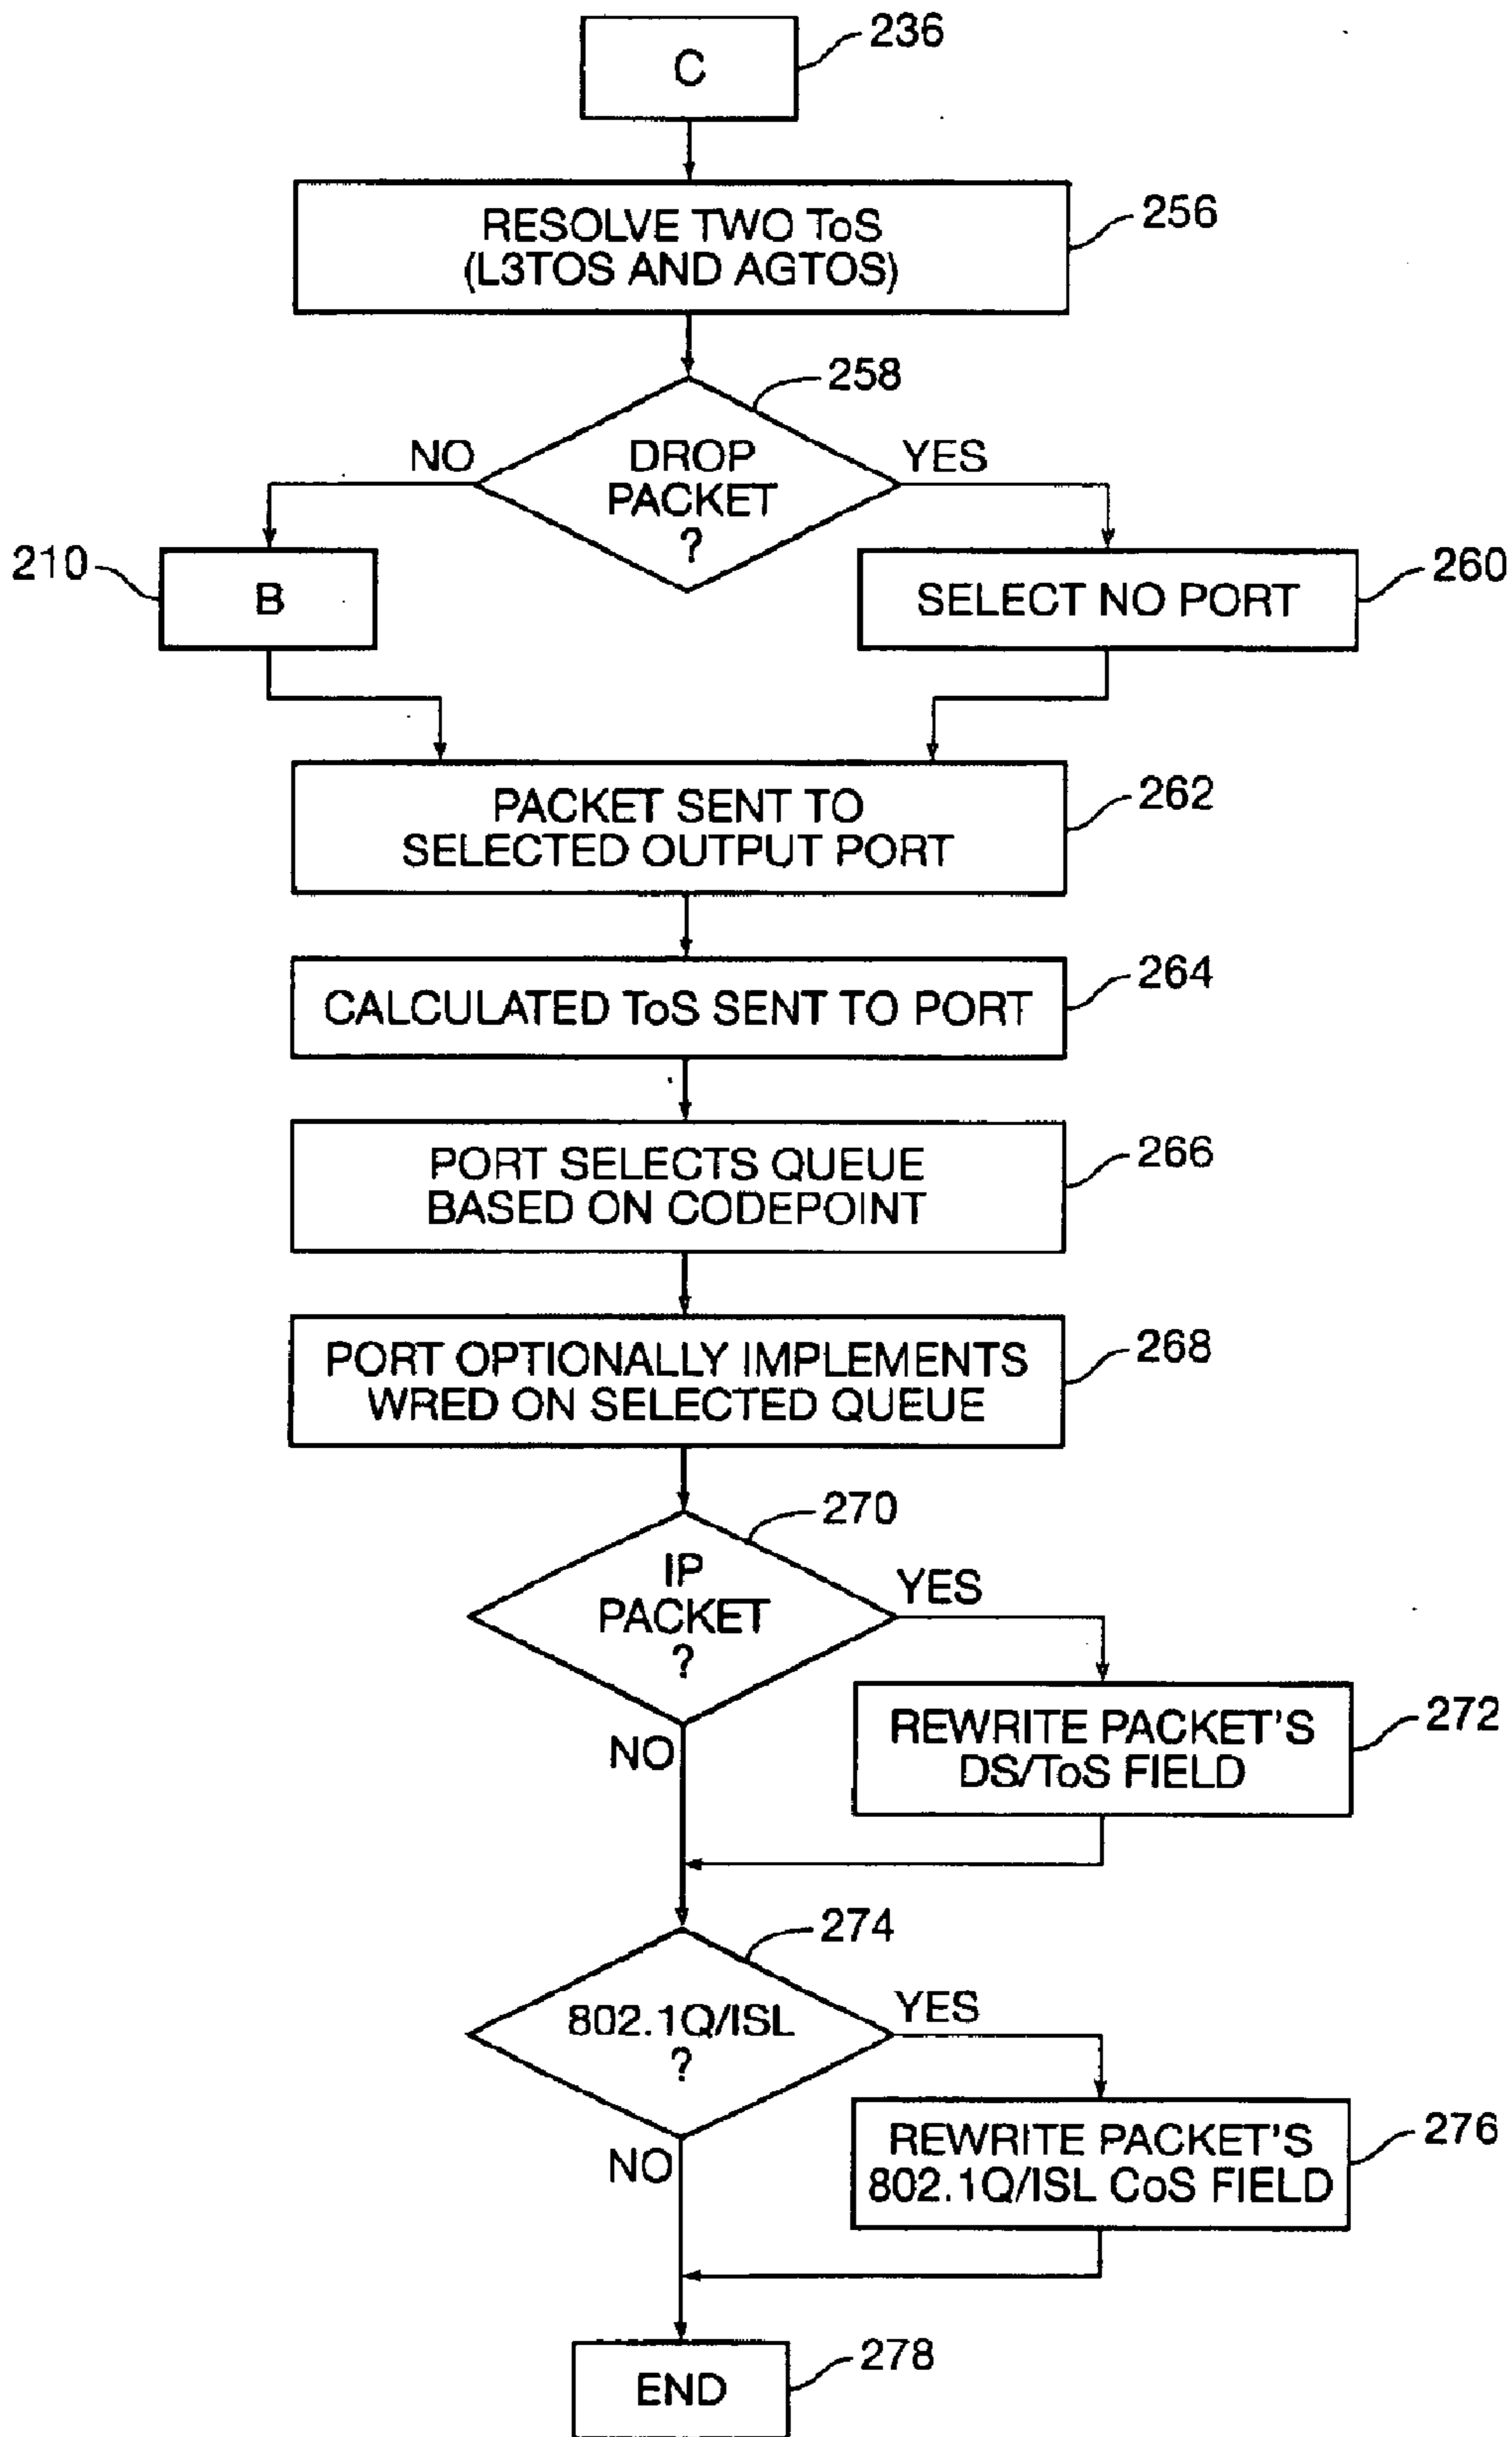 C
236
RESOLVE TWO ToS
(L3TOS AND AGTOS)
256
258
NO
DROP
PACKET
?
YES
210
B
SELECT NO PORT
260
PACKET SENT TO
SELECTED OUTPUT PORT
262
CALCULATED ToS SENT TO PORT
264
PORT SELECTS QUEUE
BASED ON CODEPOINT
266
PORT OPTIONALLY IMPLEMENTS
WRED ON SELECTED QUEUE
268
270
IP
PACKET
?
YES
NO
REWRITE PACKET'S
DS/ToS FIELD
272
274
802.1Q/ISL
?
YES
NO
REWRITE PACKET'S
802.1Q/ISL CoS FIELD
276
END
278